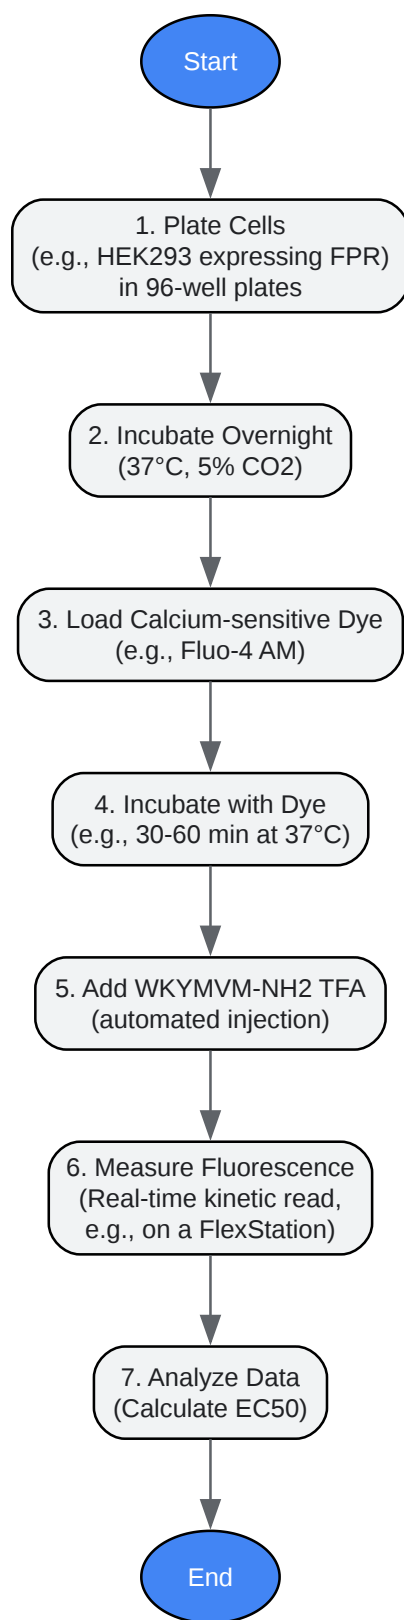 Start
1. Plate Cells
(e.g., HEK293 expressing FPR)
in 96-well plates
2. Incubate Overnight
(37°C, 5% CO2)
3. Load Calcium-sensitive Dye
(e.g., Fluo-4 AM)
4. Incubate with Dye
(e.g., 30-60 min at 37°C)
5. Add WKYMVM-NH2 TFA
(automated injection)
6. Measure Fluorescence
(Real-time kinetic read,
e.g., on a FlexStation)
7. Analyze Data
(Calculate EC50)
End